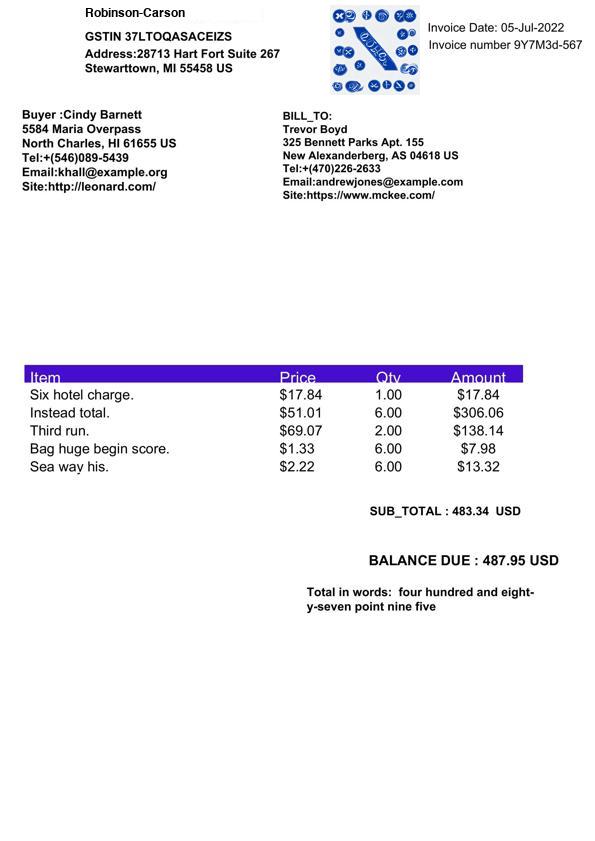 Robinson-Carson
GSTIN 37LTOQASACEIZS
Address:28713 Hart Fort Suite 267
Stewarttown, MI 55458 US
Invoice Date: 05-Jul-2022
Invoice number 9Y7M3d-567
Buyer :Cindy Barnett
5584 Maria Overpass
North Charles, HI 61655 US
Tel:+(546)089-5439
Email:khall@example.org
Site:http://leonard.com/
BILL_TO:
Trevor Boyd
325 Bennett Parks Apt. 155
New Alexanderberg, AS 04618 US
Tel:+(470)226-2633
Email:andrewjones@example.com
Site:https://www.mckee.com/
Item Price Qty Amount
Six hotel charge. $17.84 1.00 $17.84
Instead total. $51.01 6.00 $306.06
Third run. $69.07 2.00 $138.14
Bag huge begin score. $1.33 6.00 $7.98
Sea way his. $2.22 6.00 $13.32
SUB_TOTAL : 483.34 USD
BALANCE DUE : 487.95 USD
Total in words: four hundred and eight-
y-seven point nine five